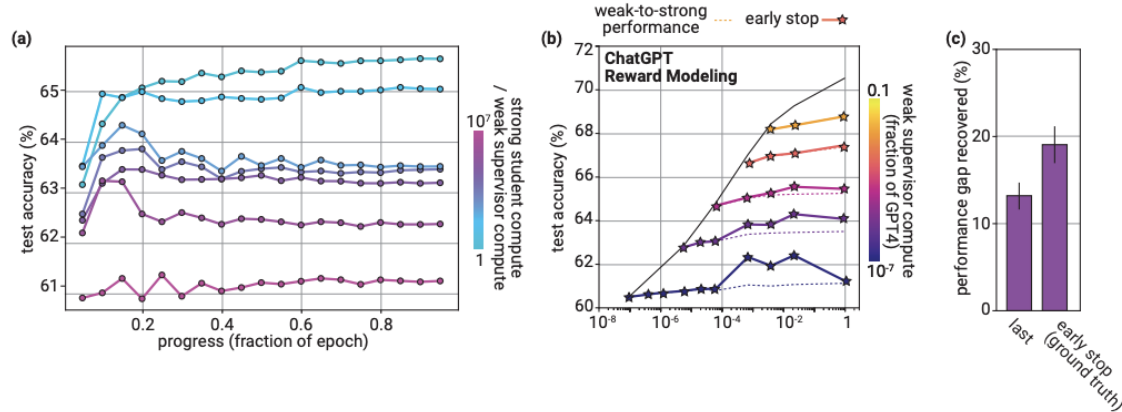 (a)
test accuracy (%)
65
64
63
62
61
0.2
0.4
0.6
0.8
progress (fraction of epoch)
10⁷
1
strong student compute
/ weak supervisor compute
weak-to-strong
performance
early stop
(b)
ChatGPT
Reward Modeling
test accuracy (%)
72
70
68
66
64
62
60
10⁻⁸
10⁻⁶
10⁻⁴
10⁻²
1
0.1
10⁻⁷
weak supervisor compute
(fraction of GPT4)
(c)
performance gap recovered (%)
30
20
10
0
last
early stop
(ground truth)